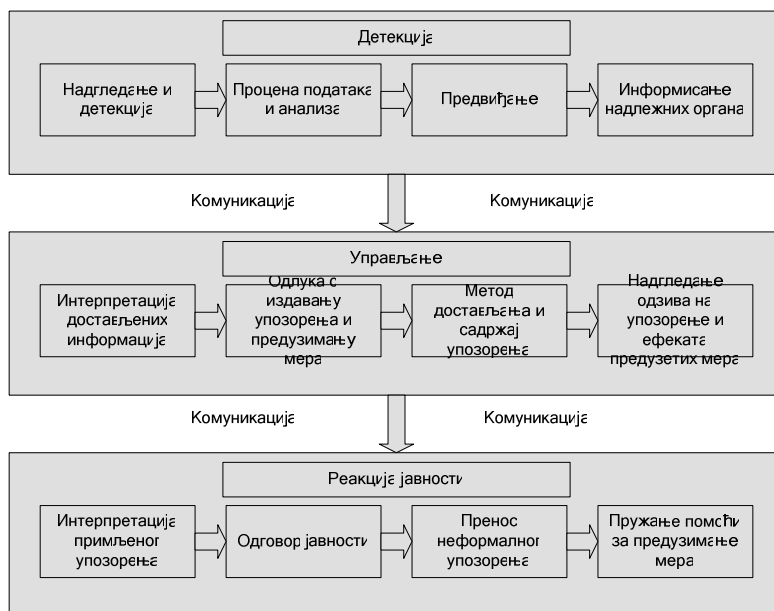 Детекција
Надгледање и
детекција
Процена података
и анализа
Предвиђање
Информисање
надлежних органа
Комуникација
Комуникација
Управљање
Интерпретација
достављених
информација
Одлука о
издавању
упозорења и
предузимању
мера
Метод
достављања и
садржај
упозорења
Надгледање
одзива на
упозорење и
ефеката
предузетих мера
Комуникација
Комуникација
Реакција јавности
Интерпретација
примљеног
упозорења
Одговор јавности
Пренос
неформалног
упозорења
Пружање помоћи
за предузимање
мера